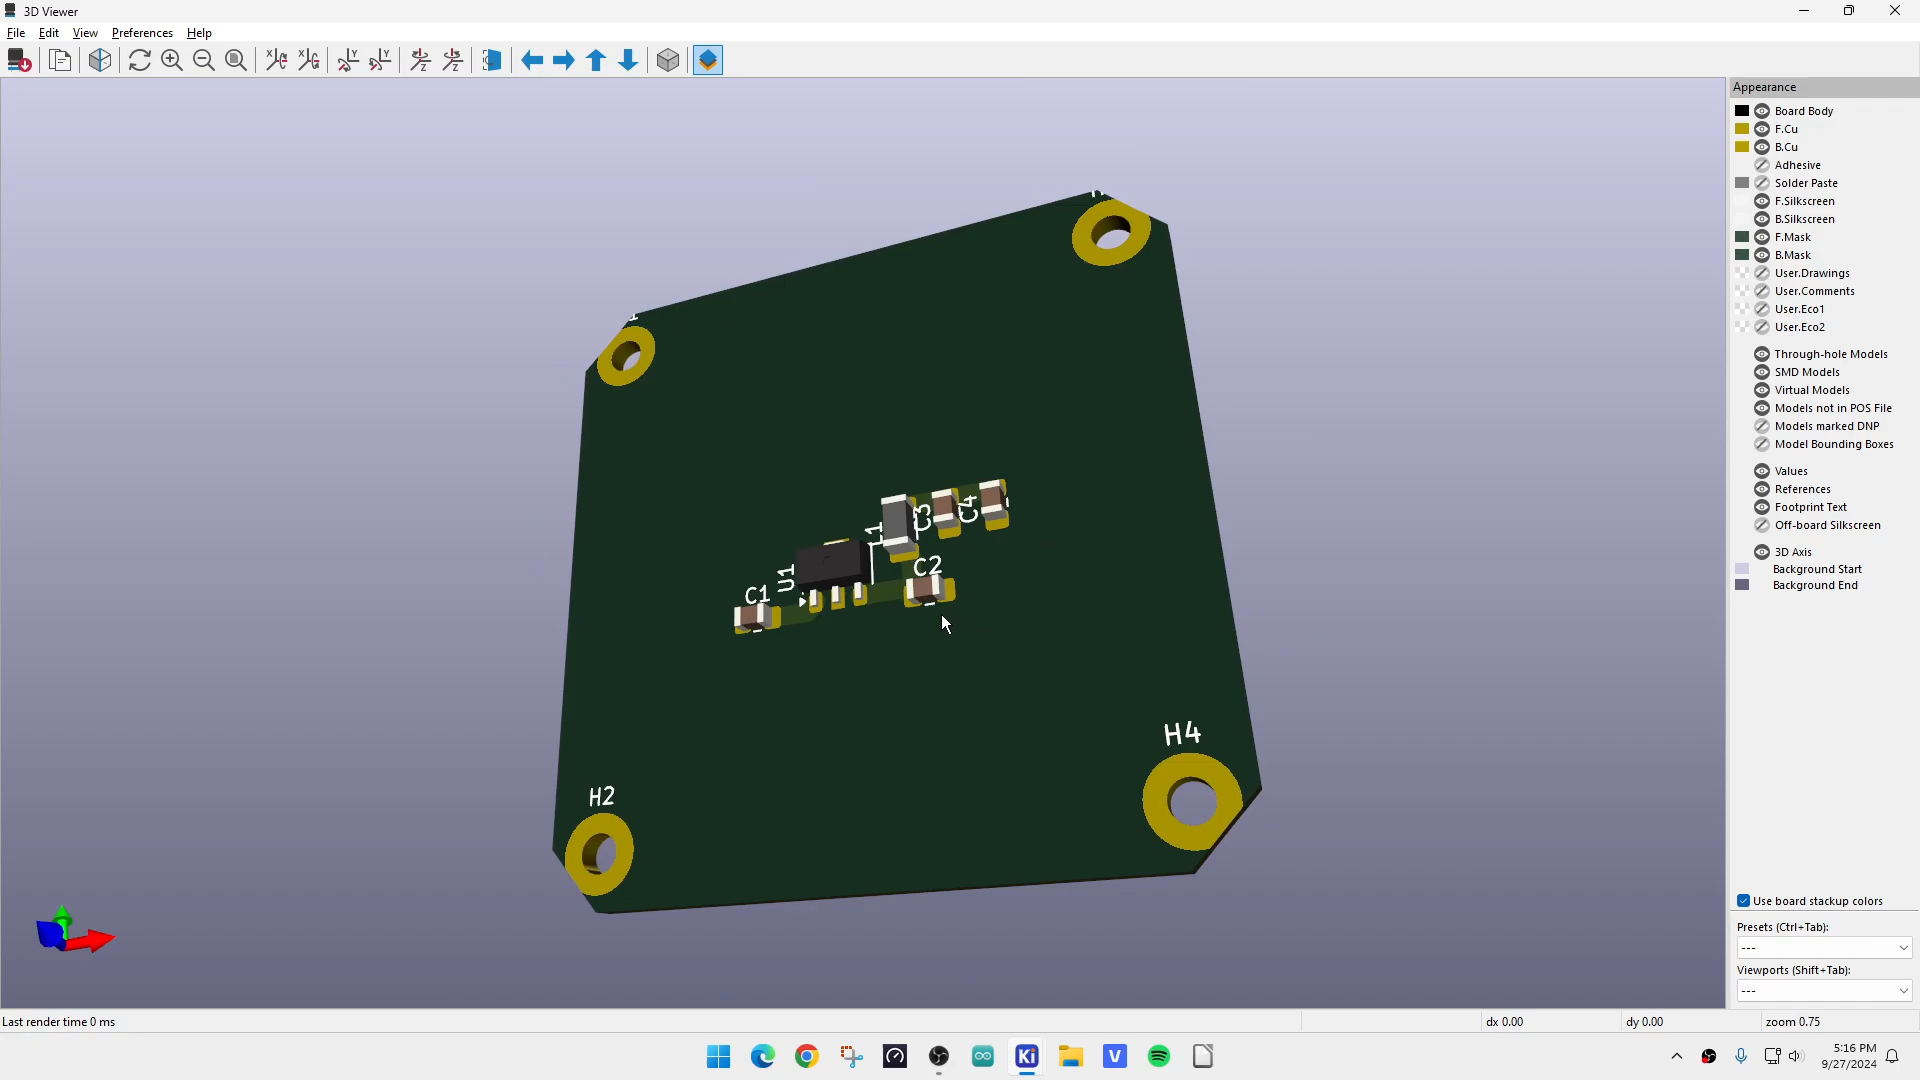 3D Viewer
File Edit View Preferences Help
Appearance
Board Body
F.Cu
B.Cu
Adhesive
Solder Paste
F.Silkscreen
B.Silkscreen
F.Mask
B.Mask
User.Drawings
User.Comments
User.Eco1
User.Eco2
Through-hole Models
SMD Models
Virtual Models
Models not in POS File
Models marked DNP
Model Bounding Boxes
Values
References
Footprint Text
Off-board Silkscreen
3D Axis
Background Start
Background End
L1
C3
C4
U1
C1
C2
H4
H2
Use board stackup colors
Presets (Ctrl+Tab):
---
Viewports (Shift+Tab):
---
Last render time 0 ms
dx 0.00
dy 0.00
zoom 0.75
Ki
V
5:16 PM
9/27/2024